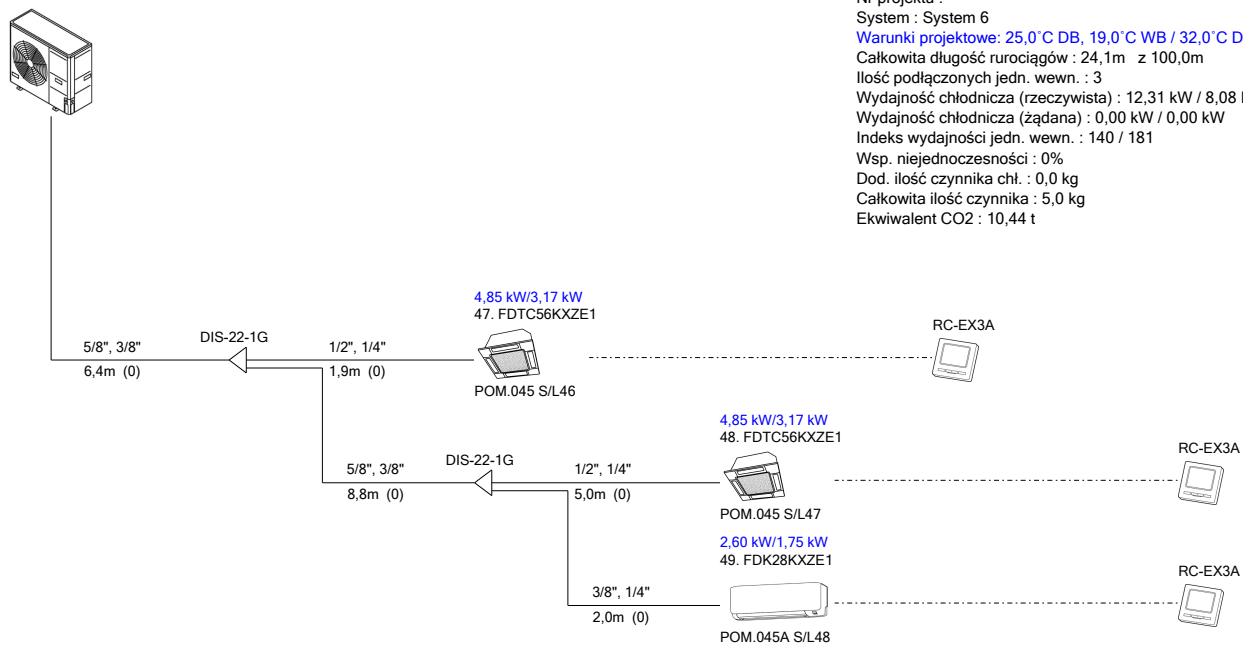 Nr projektu :
System : System 6
Warunki projektowe: 25,0˚C DB, 19,0˚C WB / 32,0˚C D
Całkowita długość rurociągów : 24,1m z 100,0m
Ilość podłączonych jedn. wewn. : 3
Wydajność chłodnicza (rzeczywista) : 12,31 kW / 8,08
Wydajność chłodnicza (żądana) : 0,00 kW / 0,00 kW
Indeks wydajności jedn. wewn. : 140 / 181
Wsp. niejednoczesności : 0%
Dod. ilość czynnika chł. : 0,0 kg
Całkowita ilość czynnika : 5,0 kg
Ekwiwalent CO2 : 10,44 t
4,85 kW/3,17 kW
47. FDTC56KXZE1
RC-EX3A
DIS-22-1G
5/8", 3/8"
1/2", 1/4"
6,4m (0)
1,9m (0)
POM.045 S/L46
4,85 kW/3,17 kW
48. FDTC56KXZE1
RC-EX3A
DIS-22-1G
5/8", 3/8"
1/2", 1/4"
8,8m (0)
5,0m (0)
POM.045 S/L47
2,60 kW/1,75 kW
49. FDK28KXZE1
RC-EX3A
3/8", 1/4"
2,0m (0)
POM.045A S/L48